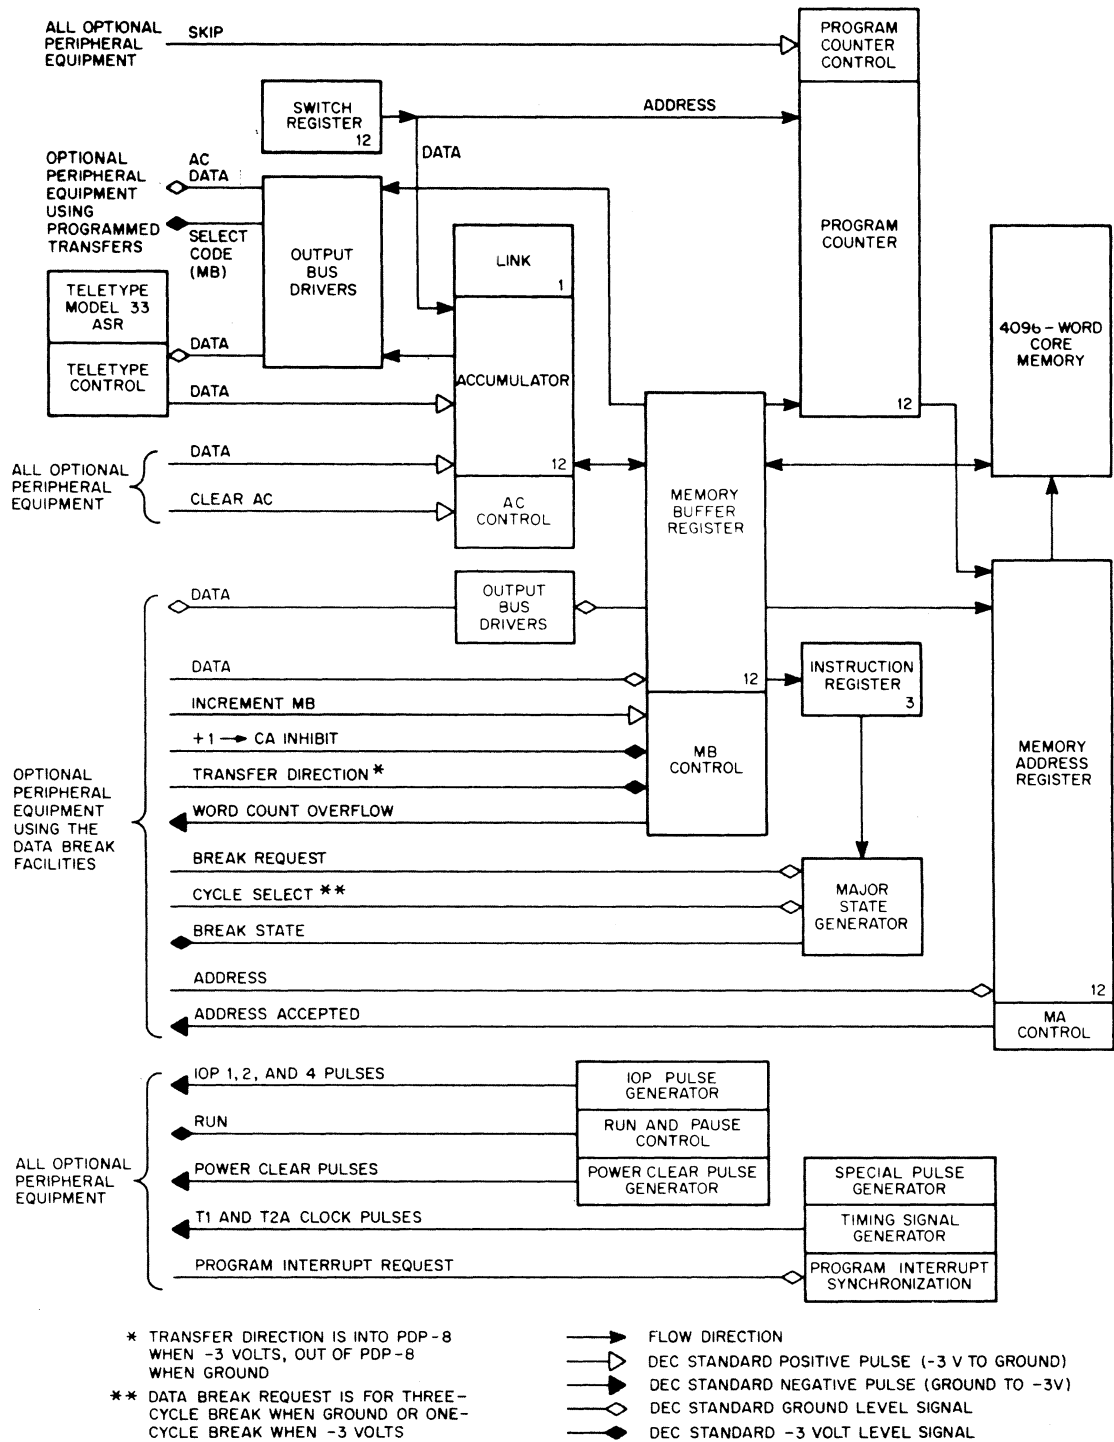 ALL OPTIONAL
PERIPHERAL
EQUIPMENT
SKIP
PROGRAM
COUNTER
CONTROL
SWITCH
REGISTER
12
ADDRESS
DATA
OPTIONAL
PERIPHERAL
EQUIPMENT
USING
PROGRAMMED
TRANSFERS
AC
DATA
SELECT
CODE
(MB)
OUTPUT
BUS
DRIVERS
LINK
1
PROGRAM
COUNTER
12
4096-WORD
CORE
MEMORY
TELETYPE
MODEL 33
ASR
TELETYPE
CONTROL
DATA
DATA
ACCUMULATOR
12
ALL OPTIONAL
PERIPHERAL
EQUIPMENT
DATA
CLEAR AC
AC
CONTROL
MEMORY
BUFFER
REGISTER
12
OPTIONAL
PERIPHERAL
EQUIPMENT
USING THE
DATA BREAK
FACILITIES
DATA
OUTPUT
BUS
DRIVERS
DATA
INCREMENT MB
+1 → CA INHIBIT
TRANSFER DIRECTION *
WORD COUNT OVERFLOW
MB
CONTROL
INSTRUCTION
REGISTER
3
MEMORY
ADDRESS
REGISTER
12
BREAK REQUEST
CYCLE SELECT **
BREAK STATE
MAJOR
STATE
GENERATOR
ADDRESS
ADDRESS ACCEPTED
MA
CONTROL
ALL OPTIONAL
PERIPHERAL
EQUIPMENT
IOP 1, 2, AND 4 PULSES
IOP PULSE
GENERATOR
RUN
RUN AND PAUSE
CONTROL
POWER CLEAR PULSES
POWER CLEAR PULSE
GENERATOR
SPECIAL PULSE
GENERATOR
T1 AND T2A CLOCK PULSES
TIMING SIGNAL
GENERATOR
PROGRAM INTERRUPT REQUEST
PROGRAM INTERRUPT
SYNCHRONIZATION
* TRANSFER DIRECTION IS INTO PDP-8
WHEN -3 VOLTS, OUT OF PDP-8
WHEN GROUND
** DATA BREAK REQUEST IS FOR THREE-
CYCLE BREAK WHEN GROUND OR ONE-
CYCLE BREAK WHEN -3 VOLTS
FLOW DIRECTION
DEC STANDARD POSITIVE PULSE (-3 V TO GROUND)
DEC STANDARD NEGATIVE PULSE (GROUND TO -3V)
DEC STANDARD GROUND LEVEL SIGNAL
DEC STANDARD -3 VOLT LEVEL SIGNAL